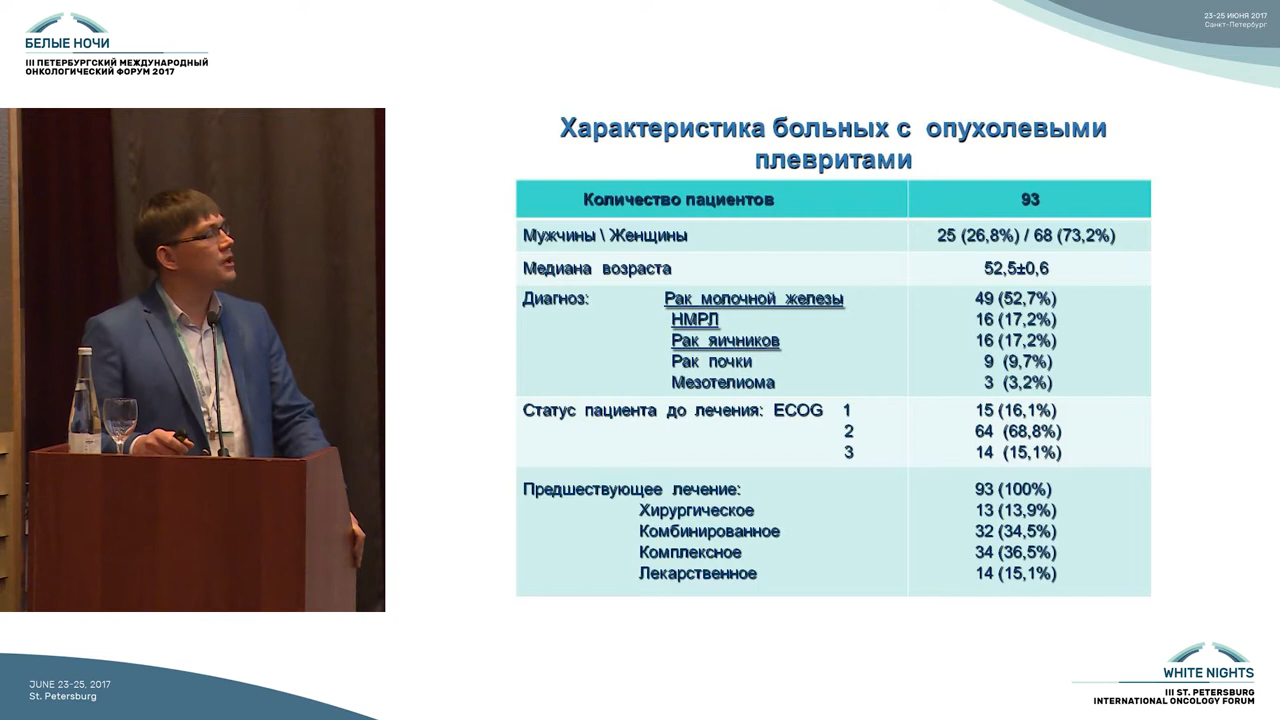 БЕЛЫЕ НОЧИ
III ПЕТЕРБУРГСКИЙ МЕЖДУНАРОДНЫЙ
ОНКОЛОГИЧЕСКИЙ ФОРУМ 2017
23-25 ИЮНЯ 2017
Санкт-Петербург
Характеристика больных с опухолевыми
плевритами
Количество пациентов 93
Мужчины \ Женщины 25 (26,8%) / 68 (73,2%)
Медиана возраста 52,5±0,6
Диагноз: Рак молочной железы 49 (52,7%)
НМРЛ 16 (17,2%)
Рак яичников 16 (17,2%)
Рак почки 9 (9,7%)
Мезотелиома 3 (3,2%)
Статус пациента до лечения: ECOG 1 15 (16,1%)
2 64 (68,8%)
3 14 (15,1%)
Предшествующее лечение: 93 (100%)
Хирургическое 13 (13,9%)
Комбинированное 32 (34,5%)
Комплексное 34 (36,5%)
Лекарственное 14 (15,1%)
JUNE 23-25, 2017
St. Petersburg
WHITE NIGHTS
III ST. PETERSBURG
INTERNATIONAL ONCOLOGY FORUM